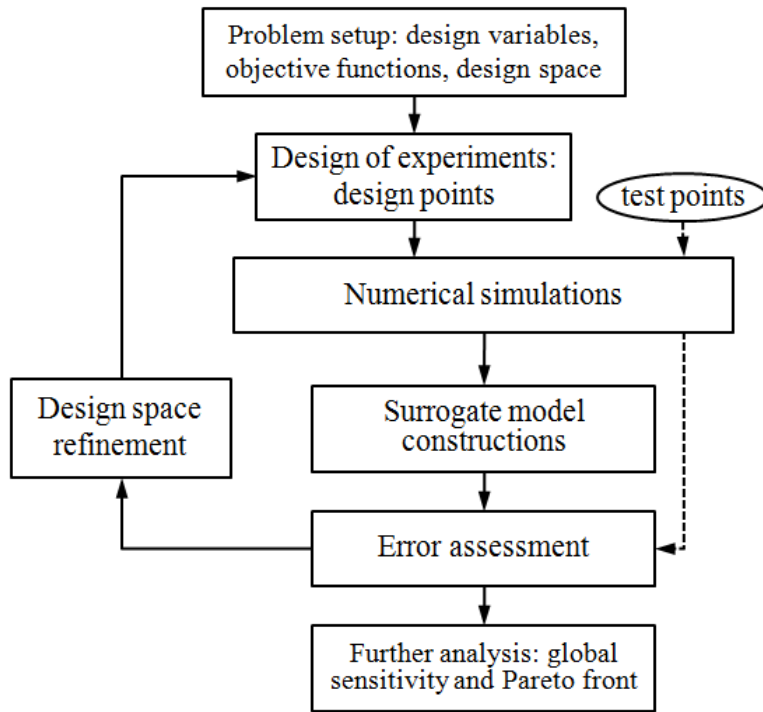 Problem setup: design variables,
objective functions, design space
Design of experiments:
design points
test points
Numerical simulations
Design space
refinement
Surrogate model
constructions
Error assessment
Further analysis: global
sensitivity and Pareto front